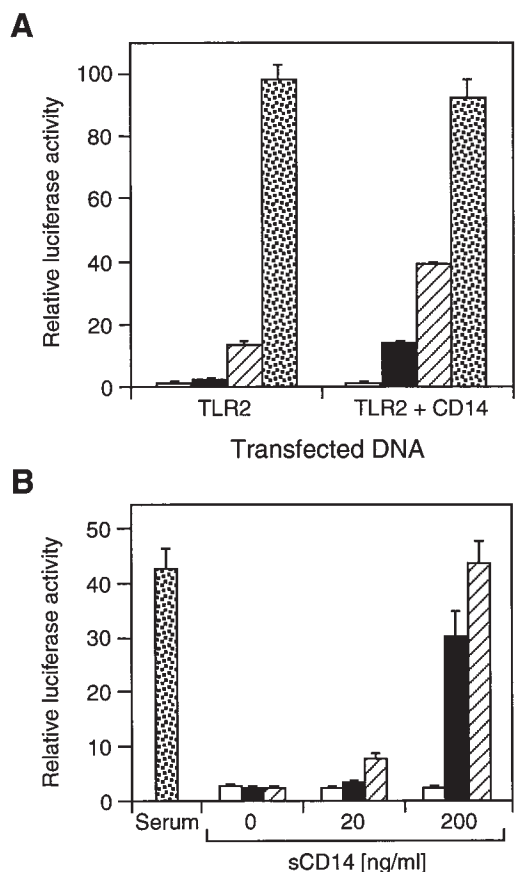 A
Relative luciferase activity
100
80
60
40
20
0
TLR2
TLR2 + CD14
Transfected DNA
B
Relative luciferase activity
50
40
30
20
10
0
Serum
0
20
200
sCD14 [ng/ml]